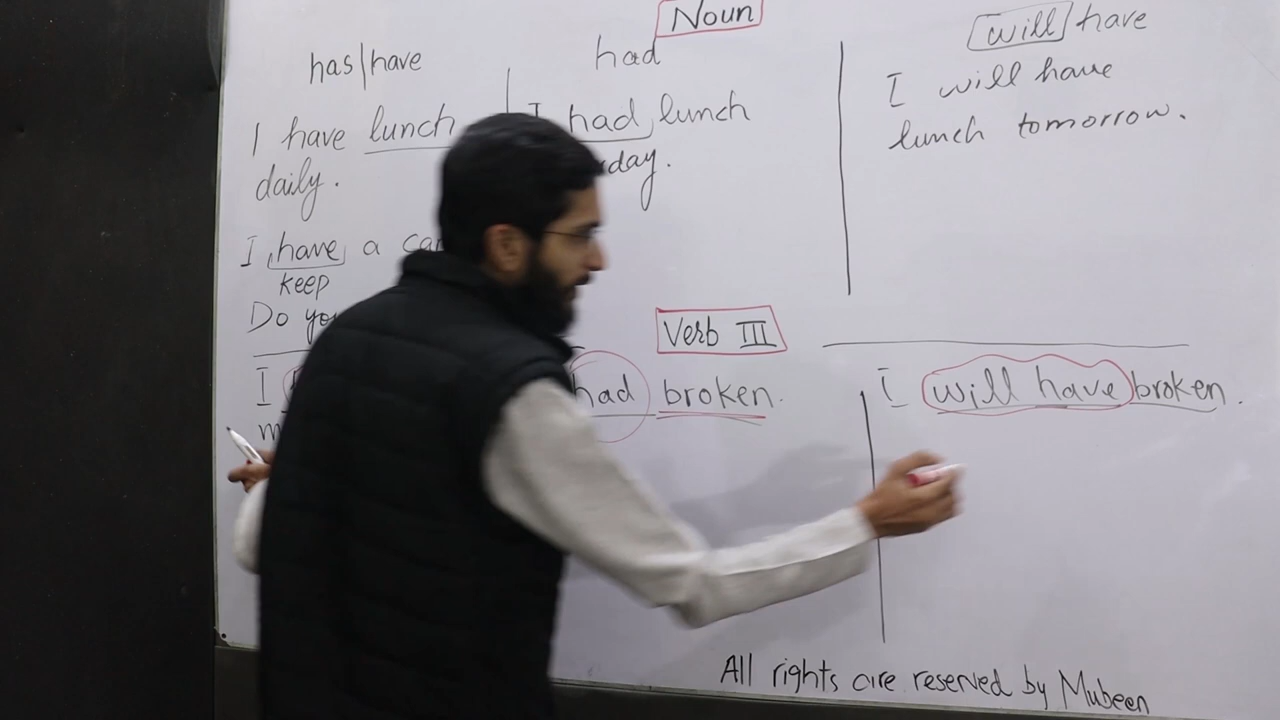 Noun
has|have
I have lunch
daily.
I have a
keep
Do
I
had
I had lunch
Verb III
had broken.
will have
I will have
lunch tomorrow.
I will have broken.
All rights are reserved by Mubeen